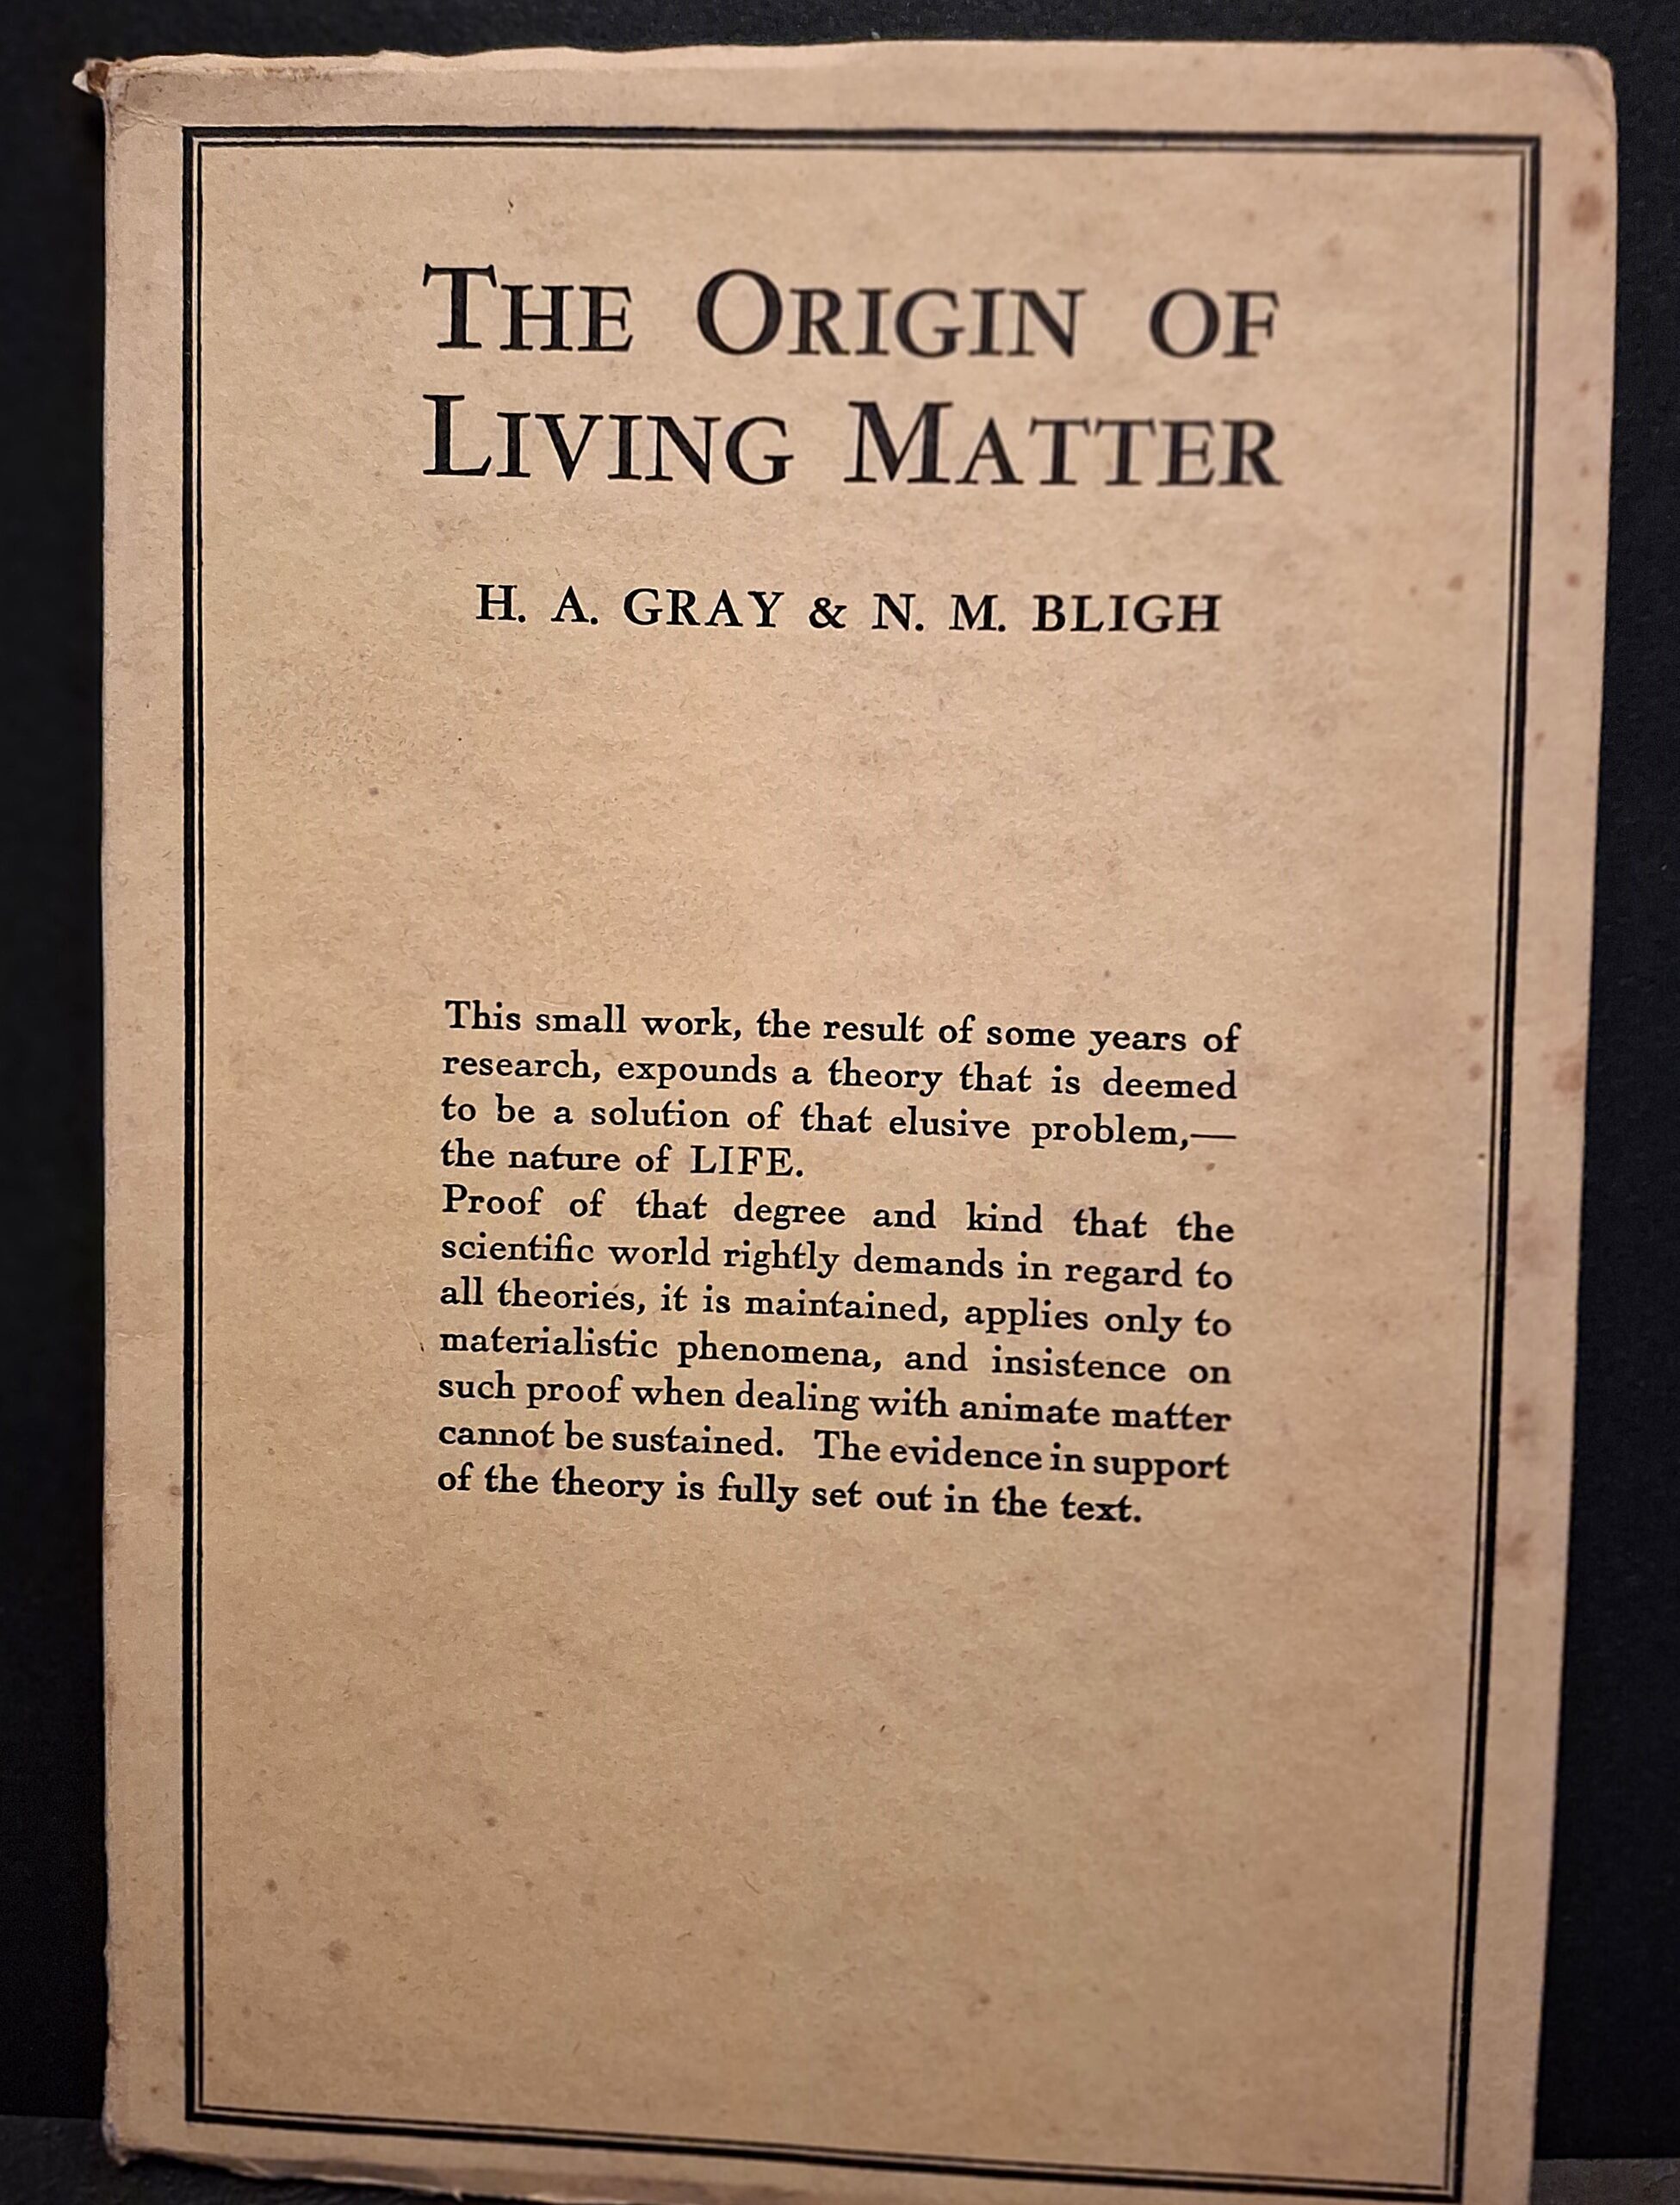 THE ORIGIN OF
LIVING MATTER
H. A. GRAY & N. M. BLIGH
This small work, the result of some years of
research, expounds a theory that is deemed
to be a solution of that elusive problem,—
the nature of LIFE.
Proof of that degree and kind that the
scientific world rightly demands in regard to
all theories, it is maintained, applies only to
materialistic phenomena, and insistence on
such proof when dealing with animate matter
cannot be sustained. The evidence in support
of the theory is fully set out in the text.